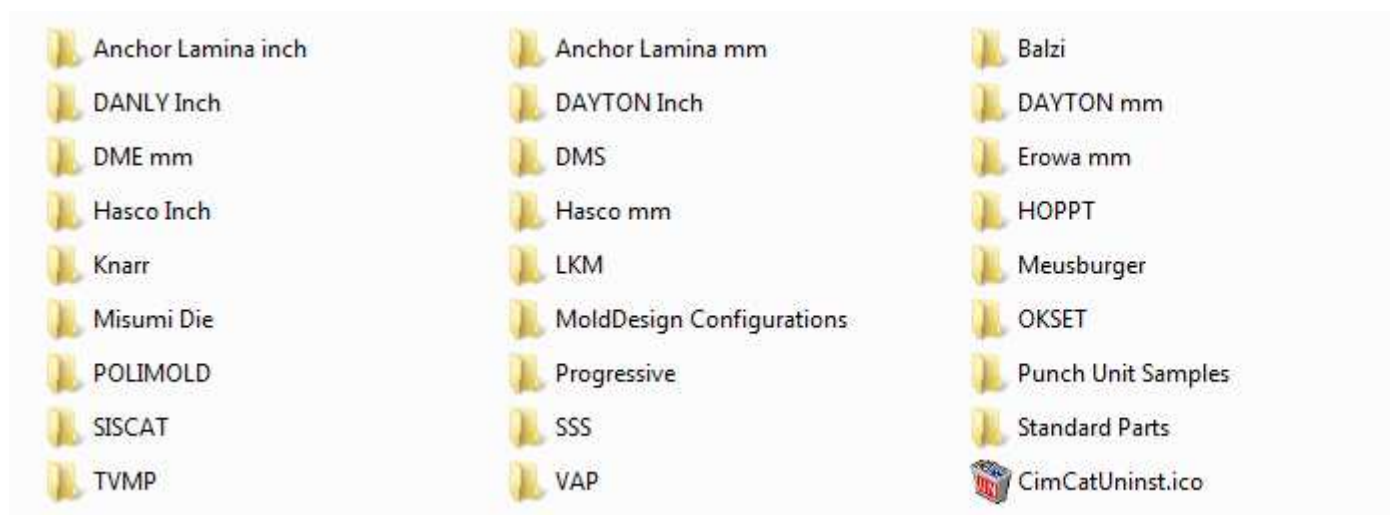 Anchor Lamina inch
Anchor Lamina mm
Balzi
DANLY Inch
DAYTON Inch
DAYTON mm
DME mm
DMS
Erowa mm
Hasco Inch
Hasco mm
HOPPT
Knarr
LKM
Meusburger
Misumi Die
MoldDesign Configurations
OKSET
POLIMOLD
Progressive
Punch Unit Samples
SISCAT
SSS
Standard Parts
TVMP
VAP
CimCatUninst.ico